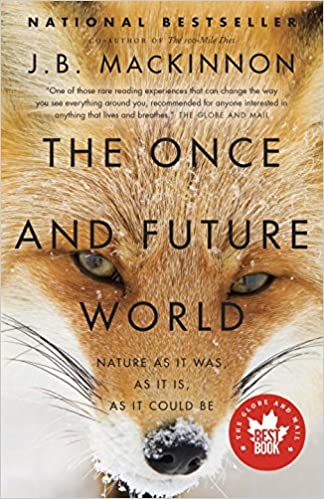 NATIONAL BESTSELLER
CO-AUTHOR OF The 100-Mile Diet
J.B. MACKINNON
"One of those rare reading experiences that can change the way
you see everything around you, recommended for anyone interested in
anything that lives and breathes." THE GLOBE AND MAIL
THE ONCE
AND FUTURE
WORLD
NATURE AS IT WAS,
AS IT IS,
AS IT COULD BE
THE GLOBE AND MAIL
BEST
BOOK